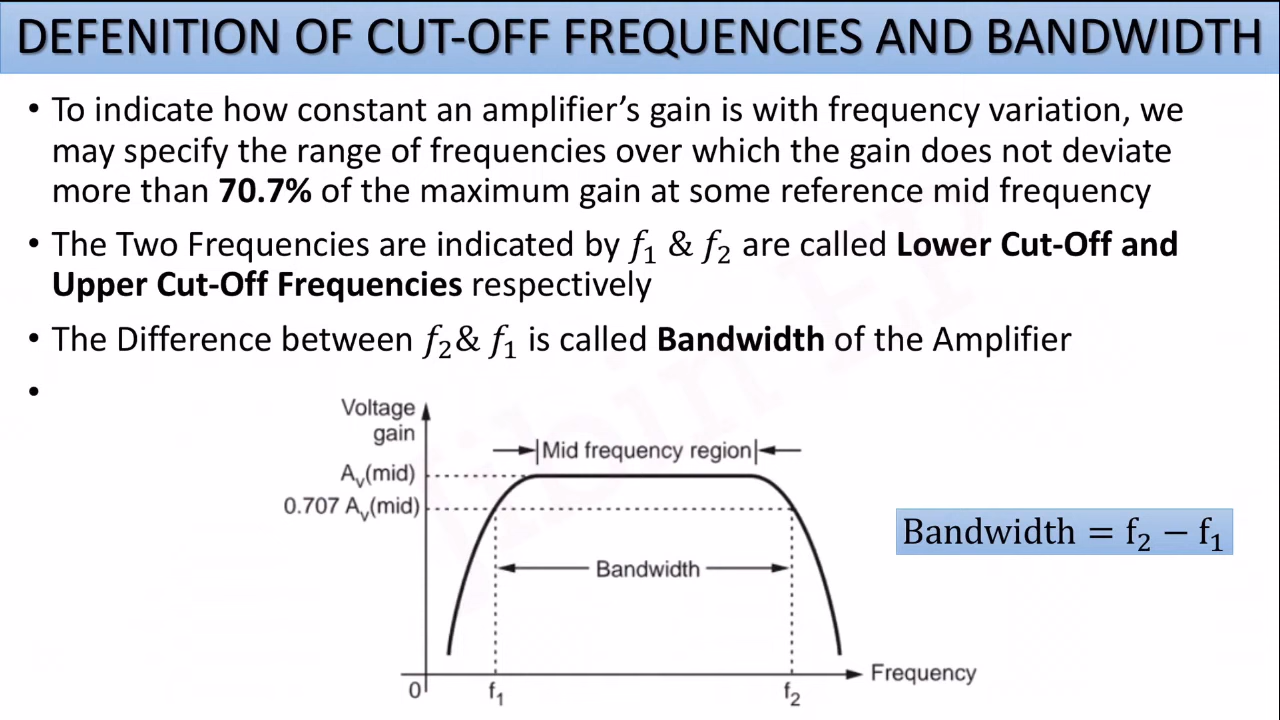 DEFENITION OF CUT-OFF FREQUENCIES AND BANDWIDTH
• To indicate how constant an amplifier’s gain is with frequency variation, we
may specify the range of frequencies over which the gain does not deviate
more than 70.7% of the maximum gain at some reference mid frequency
• The Two Frequencies are indicated by f₁ & f₂ are called Lower Cut-Off and
Upper Cut-Off Frequencies respectively
• The Difference between f₂& f₁ is called Bandwidth of the Amplifier
•
Voltage
gain
Mid frequency region
Aᵥ(mid)
0.707 Aᵥ(mid)
Bandwidth = f₂ − f₁
Bandwidth
Frequency
0
f₁
f₂